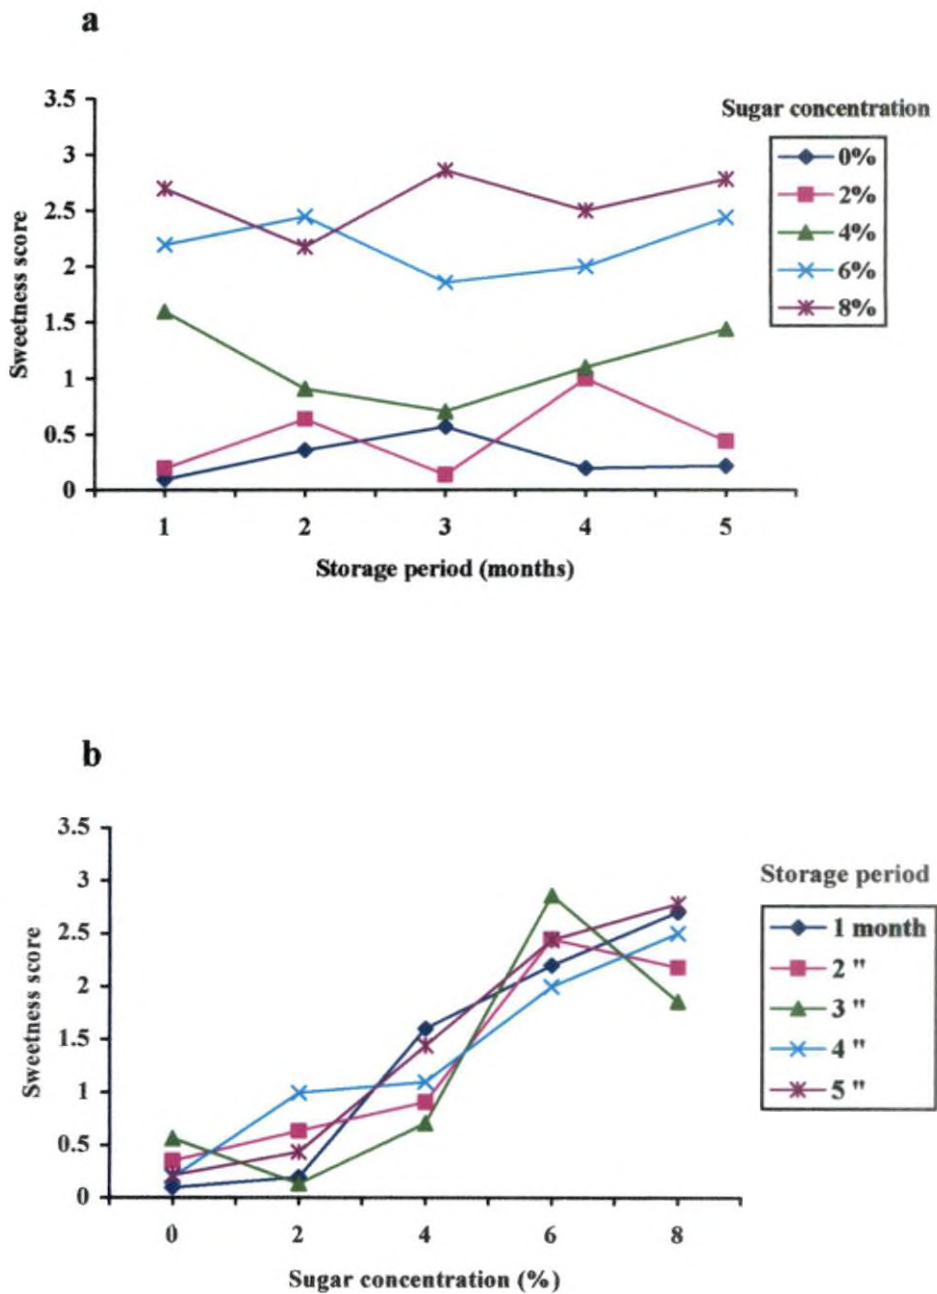 a
Sweetness score
3.5
3
2.5
2
1.5
1
0.5
0
1 2 3 4 5
Storage period (months)
Sugar concentration
0%
2%
4%
6%
8%
b
Sweetness score
3.5
3
2.5
2
1.5
1
0.5
0
0 2 4 6 8
Sugar concentration (%)
Storage period
1 month
2 "
3 "
4 "
5 "